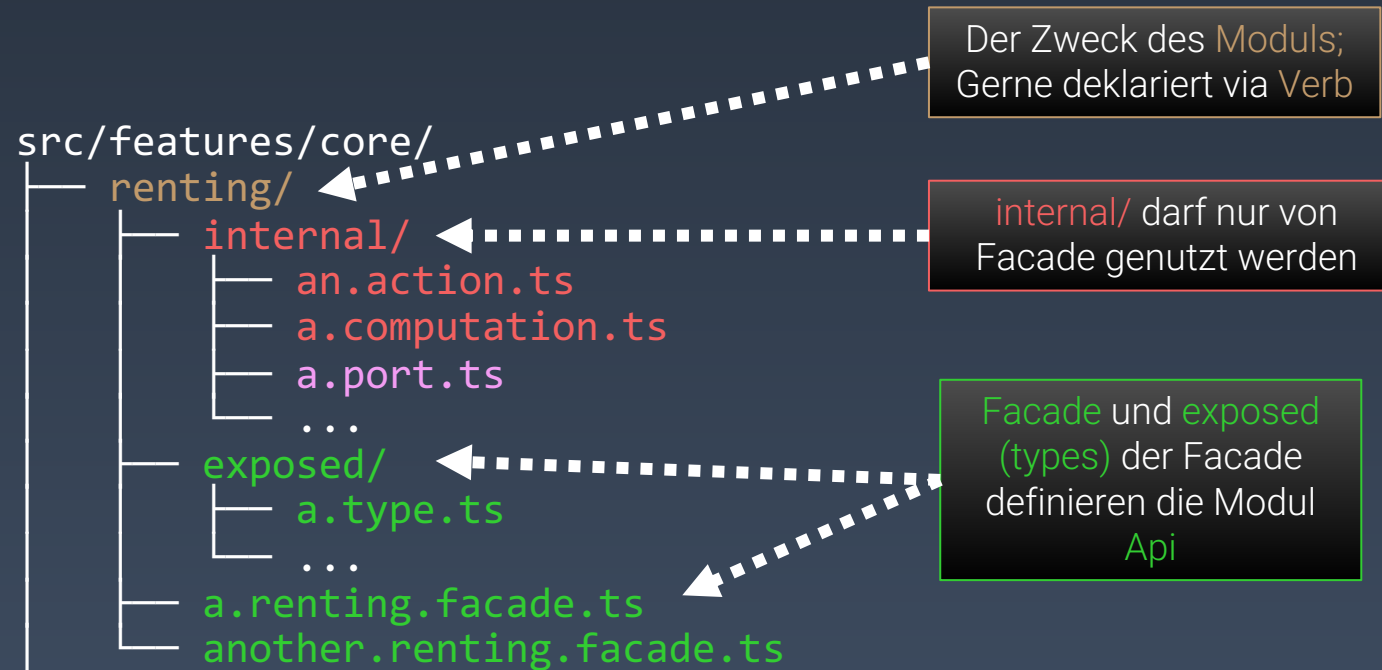 Der Zweck des Moduls;
Gerne deklariert via Verb
src/features/core/
renting/
internal/
internal/ darf nur von
Facade genutzt werden
an.action.ts
a.computation.ts
a.port.ts
...
exposed/
a.type.ts
...
Facade und exposed
(types) der Facade
definieren die Modul
Api
a.renting.facade.ts
another.renting.facade.ts